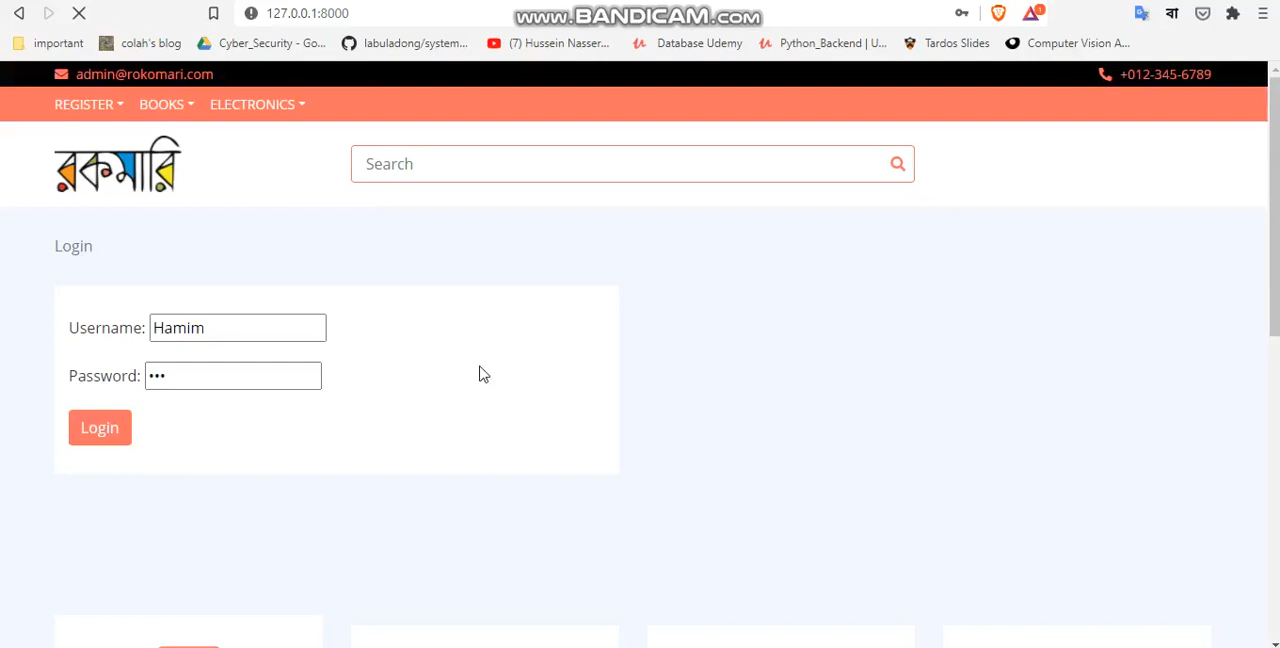 127.0.0.1:8000
www.BANDICAM.com
1
বা
important
colah's blog
Cyber_Security - Go...
labuladong/system...
(7) Hussein Nasser...
Database Udemy
Python_Backend | U...
Tardos Slides
Computer Vision A...
admin@rokomari.com
+012-345-6789
REGISTER
BOOKS
ELECTRONICS
রকমারি
Search
Login
Username: Hamim
Password: •••
Login